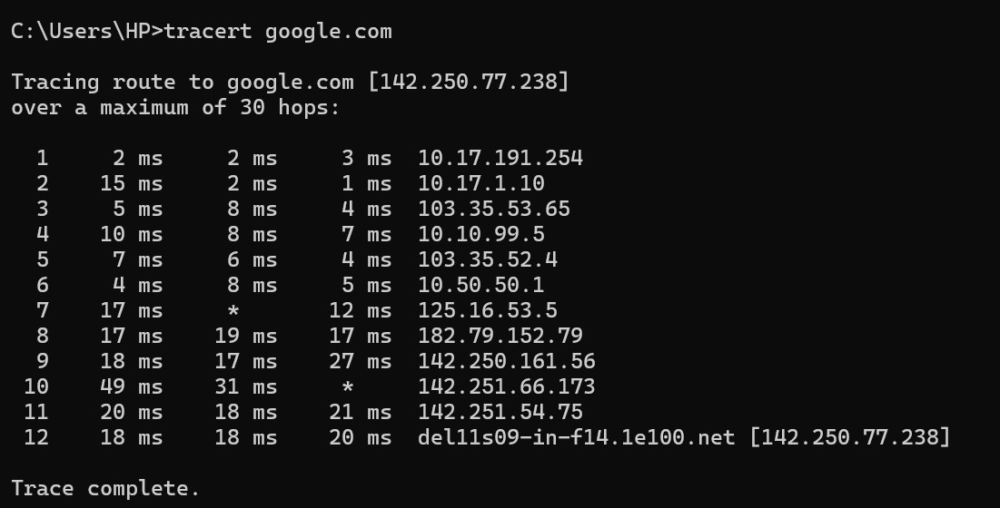 C:\Users\HP>tracert google.com
Tracing route to google.com [142.250.77.238]
over a maximum of 30 hops:
1 2 ms 2 ms 3 ms 10.17.191.254
2 15 ms 2 ms 1 ms 10.17.1.10
3 5 ms 8 ms 4 ms 103.35.53.65
4 10 ms 8 ms 7 ms 10.10.99.5
5 7 ms 6 ms 4 ms 103.35.52.4
6 4 ms 8 ms 5 ms 10.50.50.1
7 17 ms * 12 ms 125.16.53.5
8 17 ms 19 ms 17 ms 182.79.152.79
9 18 ms 17 ms 27 ms 142.250.161.56
10 49 ms 31 ms * 142.251.66.173
11 20 ms 18 ms 21 ms 142.251.54.75
12 18 ms 18 ms 20 ms del11s09-in-f14.1e100.net [142.250.77.238]
Trace complete.